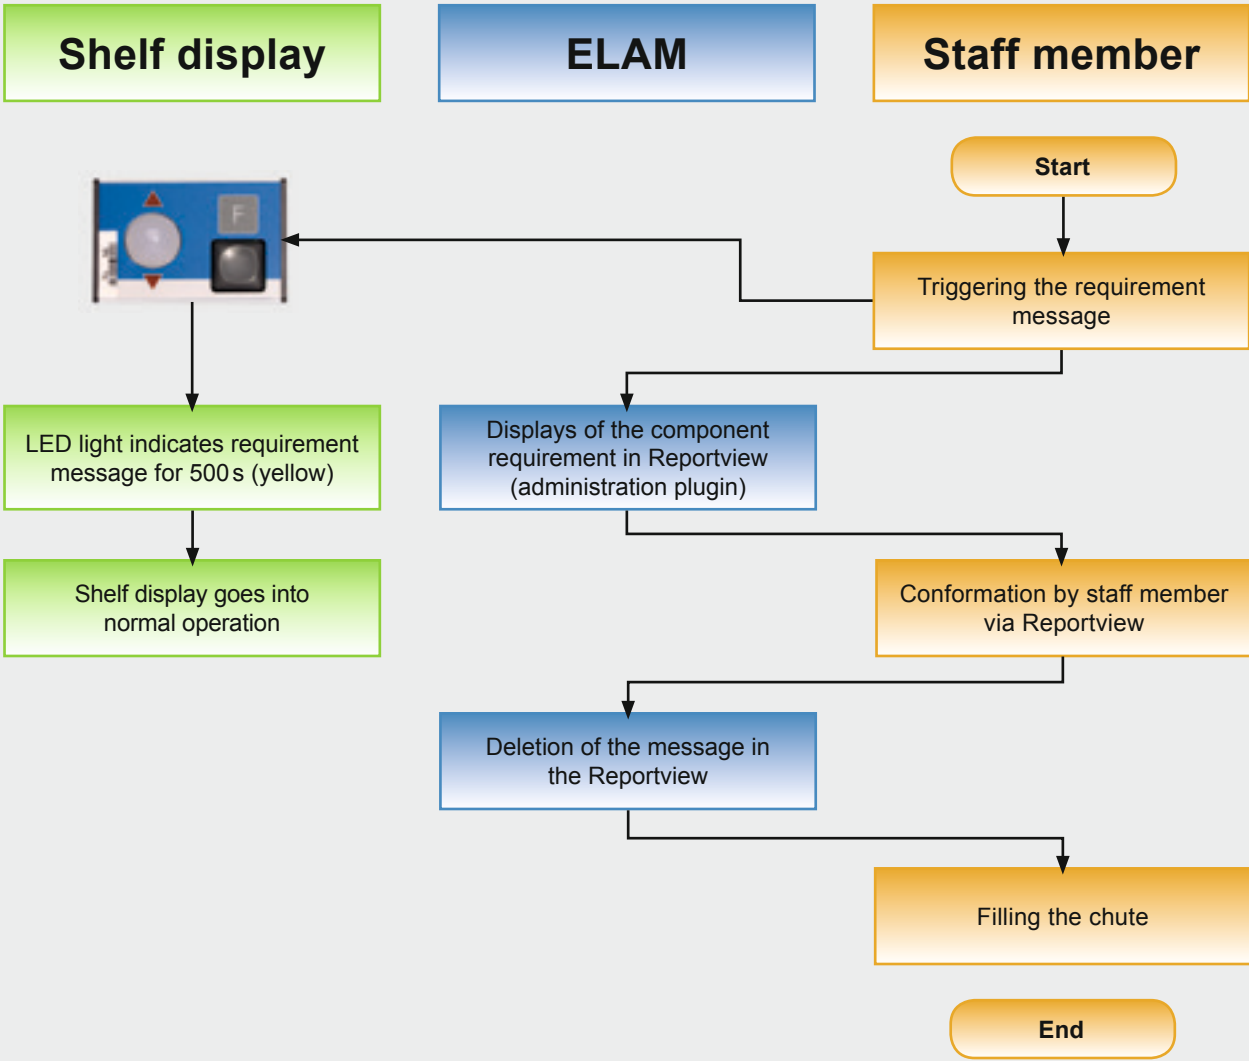 Shelf display
ELAM
Staff member
Start
F
Triggering the requirement
message
LED light indicates requirement
message for 500 s (yellow)
Displays of the component
requirement in Reportview
(administration plugin)
Shelf display goes into
normal operation
Conformation by staff member
via Reportview
Deletion of the message in
the Reportview
Filling the chute
End